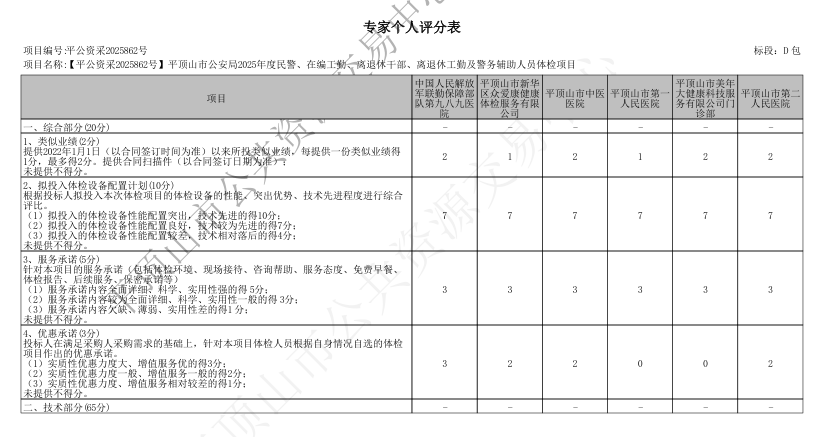 专家个人评分表
项目编号:平公资采2025862号
标段: D 包
项目名称:【平公资采2025862号】平顶山市公安局2025年度民警、在编工勤、离退休干部、离退休工勤及警务辅助人员体检项目
项目
中国人民解放军联勤保障部队第九八九医院
平顶山市新华区众爱康健康体检服务有限公司
平顶山市中医医院
平顶山市第一人民医院
平顶山市美年大健康科技服务有限公司门诊部
平顶山市第二人民医院
一、综合部分(20分) – – – – – –
1、类似业绩(2分)
提供2022年1月1日（以合同签订时间为准）以来所投类似业绩，每提供一份类似业绩得
1分，最多得2分。提供合同扫描件（以合同签订日期为准）；
未提供不得分。
2 1 2 1 2 2
2、拟投入体检设备配置计划(10分)
根据投标人拟投入本次体检项目的体检设备的性能、突出优势、技术先进程度进行综合
评比。
（1）拟投入的体检设备性能配置突出，技术先进的得10分；
（2）拟投入的体检设备性能配置良好，技术较为先进的得7分；
（3）拟投入的体检设备性能配置较差，技术相对落后的得4分；
未提供不得分。
7 7 7 7 7 7
3、服务承诺(5分)
针对本项目的服务承诺（包括体检环境、现场接待、咨询帮助、服务态度、免费早餐、
体检报告、后续服务、保密承诺等）
（1）服务承诺内容全面详细、科学、实用性强的得 5分；
（2）服务承诺内容较为全面详细、科学、实用性一般的得 3分；
（3）服务承诺内容欠缺、薄弱、实用性差的得1 分；
未提供不得分。
3 3 3 3 3 3
4、优惠承诺(3分)
投标人在满足采购人采购需求的基础上，针对本项目体检人员根据自身情况自选的体检
项目作出的优惠承诺。
（1）实质性优惠力度大、增值服务优的得3分；
（2）实质性优惠力度一般、增值服务一般的得2分；
（3）实质性优惠力度一般、增值服务相对较差的得1分；
未提供不得分。
3 2 2 0 0 2
二、技术部分(65分) – – – – – –
平顶山市公共资源交易中心
平顶山市公共资源交易中心